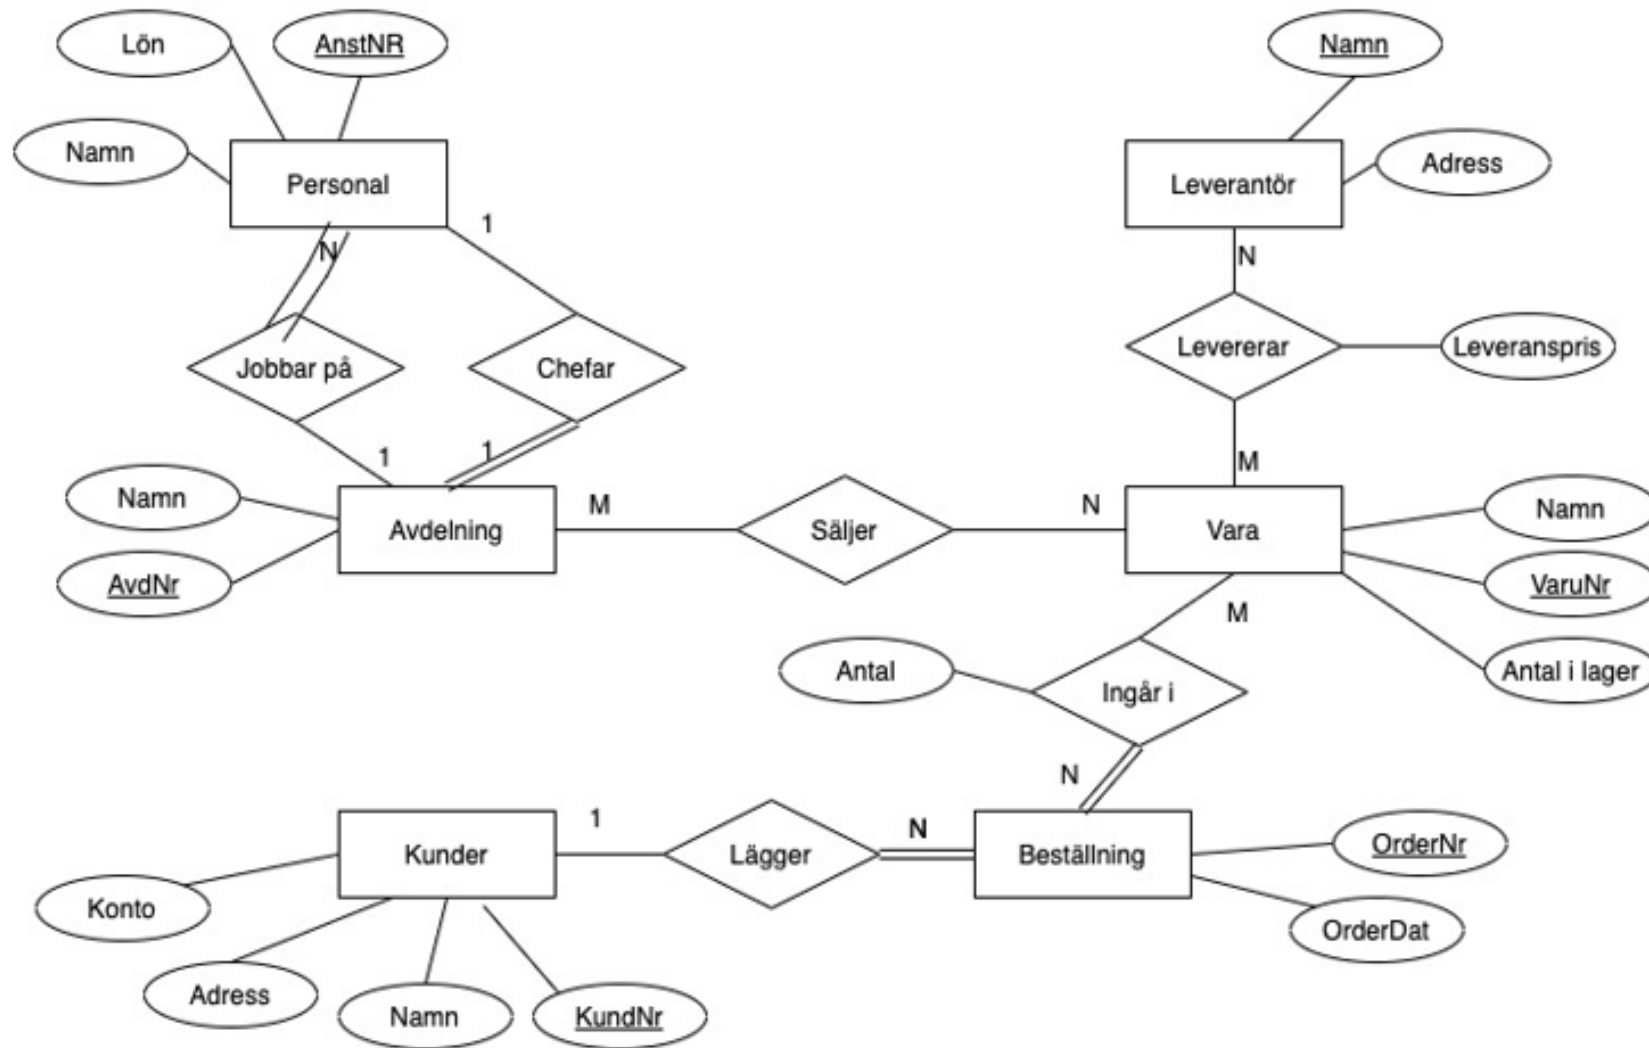 Lön
AnstNR
Namn
Namn
Personal
Leverantör
Adress
1
N
N
Jobbar på
Chefar
Levererar
Leveranspris
1
1
M
Namn
Avdelning
M
Säljer
N
Vara
Namn
AvdNr
VaruNr
M
Antal
Ingår i
Antal i lager
N
Kunder
1
Lägger
N
Beställning
OrderNr
Konto
OrderDat
Adress
Namn
KundNr